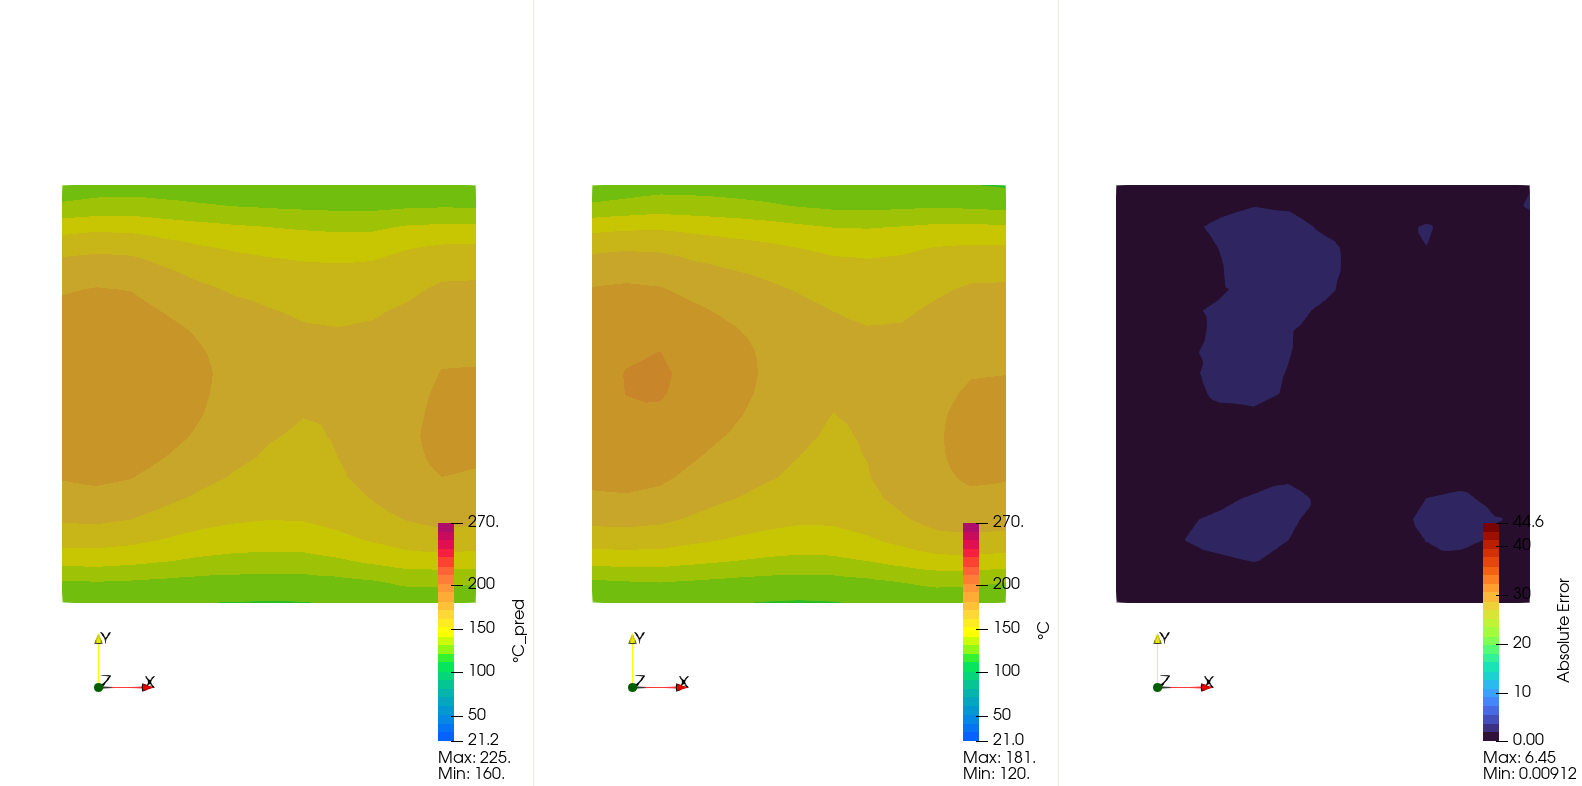 270.
200
150
100
50
21.2
°C_pred
Max: 225.
Min: 160.
Y
Z
X
270.
200
150
100
50
21.0
°C
Max: 181.
Min: 120.
Y
Z
X
44.6
40
30
20
10
0.00
Absolute Error
Max: 6.45
Min: 0.00912
Y
Z
X